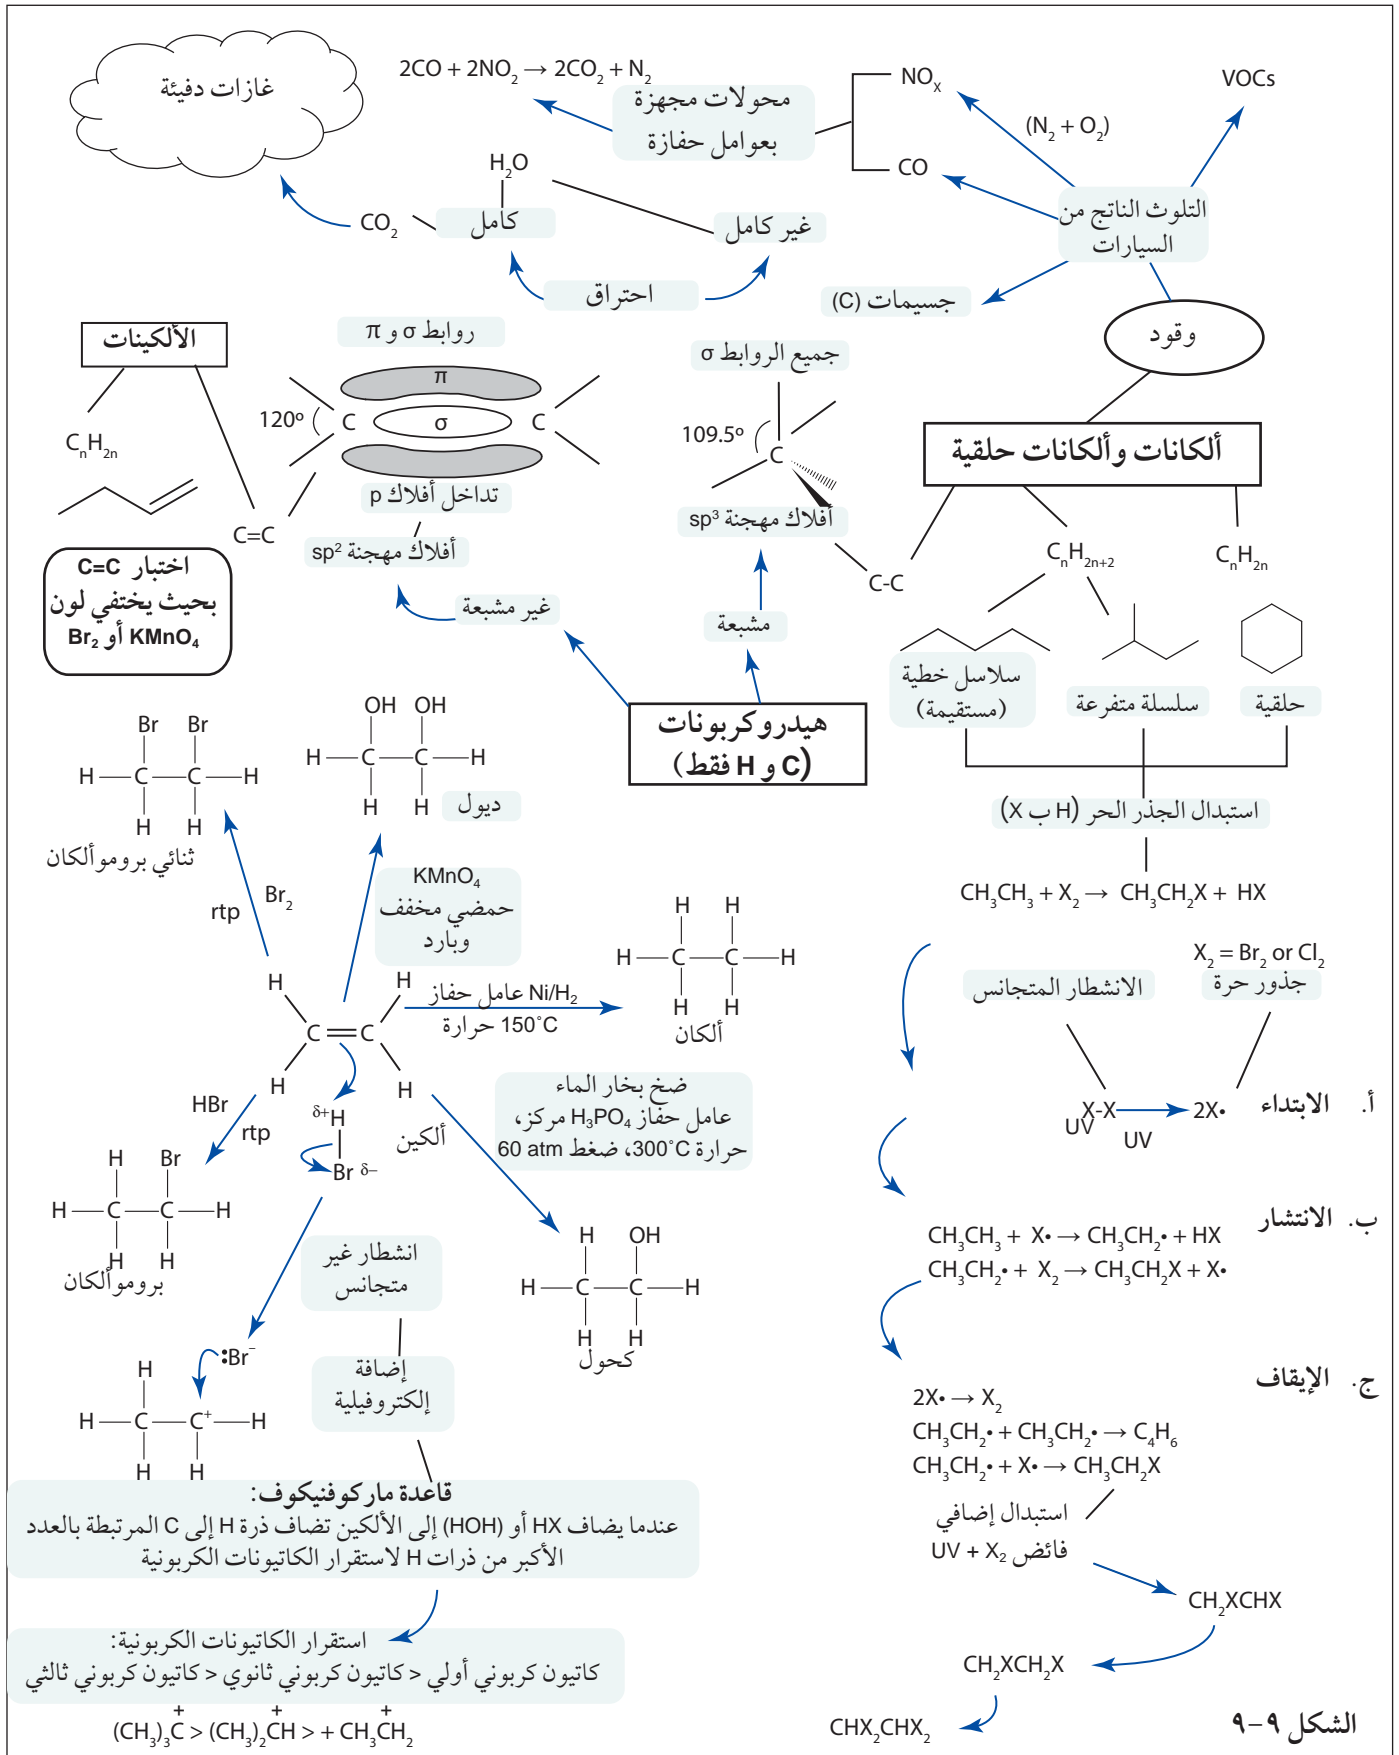 غازات دفيئة
2CO + 2NO₂ → 2CO₂ + N₂
محولات مجهزة
بعوامل حفازة
NOₓ
CO
(N₂ + O₂)
VOCs
التلوث الناتج من
السيارات
جسيمات (C)
وقود
H₂O
CO₂
كامل
غير كامل
احتراق
الألكينات
CₙH₂ₙ
C=C
اختبار C=C
بحيث يختفي لون
KMnO₄ أو Br₂
روابط σ و π
π
σ
C
C
120º
تداخل أفلاك p
أفلاك مهجنة sp²
غير مشبعة
جميع الروابط σ
109.5º
C
أفلاك مهجنة sp³
مشبعة
ألكانات وألكانات حلقية
C-C
CₙH₂ₙ₊₂
CₙH₂ₙ
سلاسل خطية
(مستقيمة)
سلسلة متفرعة
حلقية
هيدروكربونات
(C و H فقط)
استبدال الجذر الحر (H ب X)
CH₃CH₃ + X₂ → CH₃CH₂X + HX
X₂ = Br₂ or Cl₂
جذور حرة
الانشطار المتجانس
أ. الابتداء
X-X
UV
UV
2X•
ب. الانتشار
CH₃CH₃ + X• → CH₃CH₂• + HX
CH₃CH₂• + X₂ → CH₃CH₂X + X•
ج. الإيقاف
2X• → X₂
CH₃CH₂• + CH₃CH₂• → C₄H₆
CH₃CH₂• + X• → CH₃CH₂X
استبدال إضافي
فائض UV + X₂
CH₂XCHX
CH₂XCH₂X
CHX₂CHX₂
Br Br
H C C H
H H
ثنائي بروموألكان
Br₂
rtp
OH OH
H C C H
H H
ديول
KMnO₄
حمضي مخفف
وبارد
H H
C=C
H H
ألكين
Ni/H₂ عامل حفاز
150˚C حرارة
H H
H C C H
H H
ألكان
ضخ بخار الماء
عامل حفاز H₃PO₄ مركز،
حرارة 300˚C، ضغط 60 atm
H OH
H C C H
H H
كحول
HBr
rtp
H Br
H C C H
H H
بروموألكان
δ+ H
Br δ–
:Br⁻
H
H C C⁺ H
H H
انشطار غير
متجانس
إضافة
إلكتروفيلية
قاعدة ماركوفنيكوف:
عندما يضاف HX أو (HOH) إلى الألكين تضاف ذرة H إلى C المرتبطة بالعدد
الأكبر من ذرات H لاستقرار الكاتيونات الكربونية
استقرار الكاتيونات الكربونية:
كاتيون كربوني أولي < كاتيون كربوني ثانوي < كاتيون كربوني ثالثي
+ + +
(CH₃)₃C > (CH₃)₂CH > + CH₃CH₂
الشكل ٩-٩